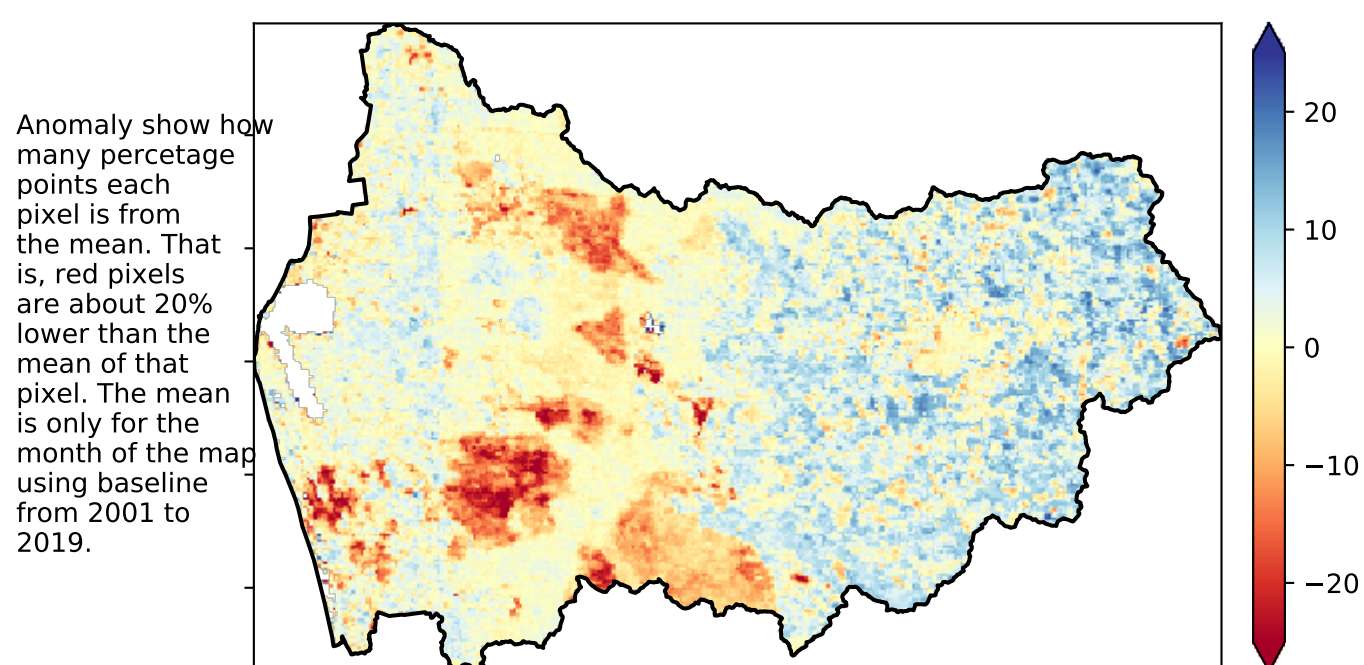 Anomaly show how
many percetage
points each
pixel is from
the mean. That
is, red pixels
are about 20%
lower than the
mean of that
pixel. The mean
is only for the
month of the map
using baseline
from 2001 to
2019.
20
10
0
−10
−20